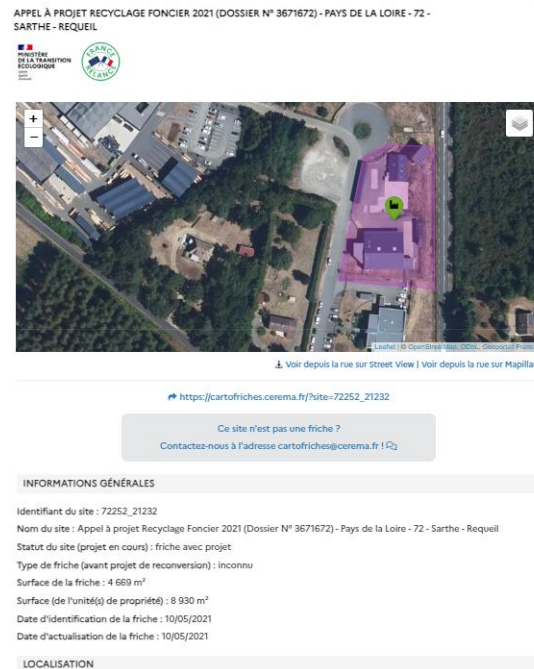 APPEL À PROJET RECYCLAGE FONCIER 2021 (DOSSIER N° 3671672) - PAYS DE LA LOIRE - 72 -
SARTHE - REQUEIL
MINISTÈRE
DE LA TRANSITION
ÉCOLOGIQUE
FRANCE
RELANCE
+
−
Leaflet | © OpenStreetMap, ODbL, Géoportail France
Voir depuis la rue sur Street View | Voir depuis la rue sur Mapilla
https://cartofriches.cerema.fr/?site=72252_21232
Ce site n'est pas une friche ?
Contactez-nous à l'adresse cartofriches@cerema.fr !
INFORMATIONS GÉNÉRALES
Identifiant du site : 72252_21232
Nom du site : Appel à projet Recyclage Foncier 2021 (Dossier N° 3671672) - Pays de la Loire - 72 - Sarthe - Requeil
Statut du site (projet en cours) : friche avec projet
Type de friche (avant projet de reconversion) : inconnu
Surface de la friche : 4 669 m²
Surface (de l'unité(s) de propriété) : 8 930 m²
Date d'identification de la friche : 10/05/2021
Date d'actualisation de la friche : 10/05/2021
LOCALISATION